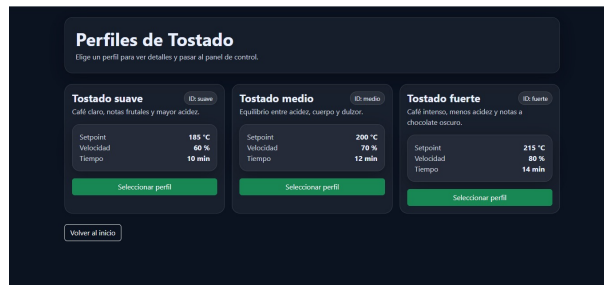 Perfiles de Tostado
Elige un perfil para ver detalles y pasar al panel de control.
Tostado suave
ID: suave
Café claro, notas frutales y mayor acidez.
Setpoint 185 °C
Velocidad 60 %
Tiempo 10 min
Seleccionar perfil
Tostado medio
ID: medio
Equilibrio entre acidez, cuerpo y dulzor.
Setpoint 200 °C
Velocidad 70 %
Tiempo 12 min
Seleccionar perfil
Tostado fuerte
ID: fuerte
Café intenso, menos acidez y notas a
chocolate oscuro.
Setpoint 215 °C
Velocidad 80 %
Tiempo 14 min
Seleccionar perfil
Volver al inicio